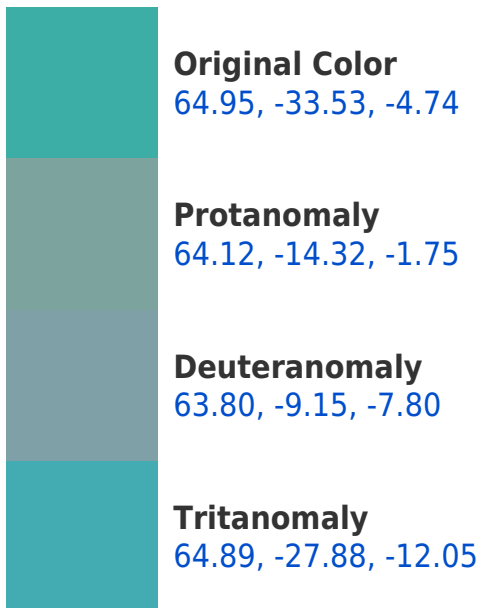 Original Color
64.95, -33.53, -4.74
Protanomaly
64.12, -14.32, -1.75
Deuteranomaly
63.80, -9.15, -7.80
Tritanomaly
64.89, -27.88, -12.05